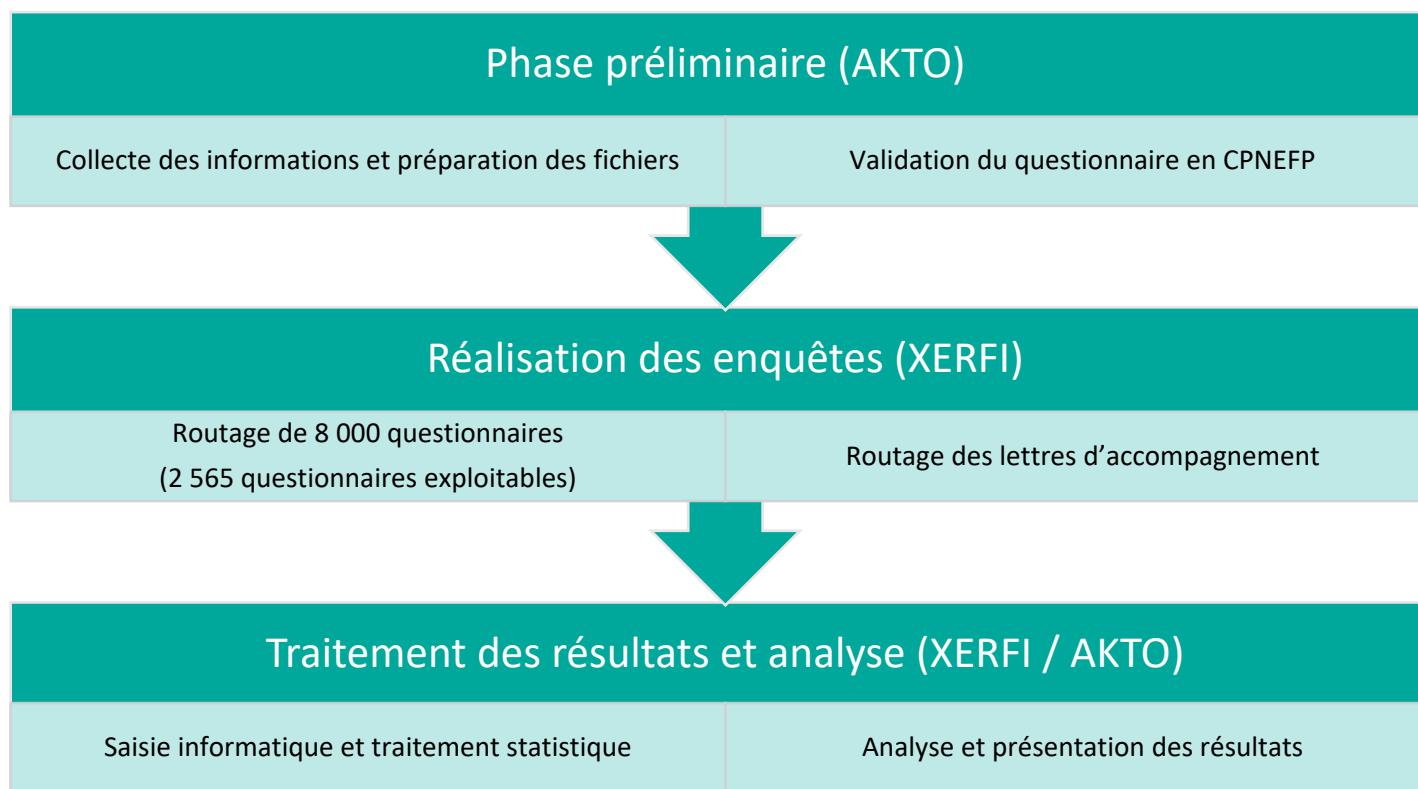 Phase préliminaire (AKTO)
Collecte des informations et préparation des fichiers
Validation du questionnaire en CPNEFP
Réalisation des enquêtes (XERFI)
Routage de 8 000 questionnaires
(2 565 questionnaires exploitables)
Routage des lettres d’accompagnement
Traitement des résultats et analyse (XERFI / AKTO)
Saisie informatique et traitement statistique
Analyse et présentation des résultats